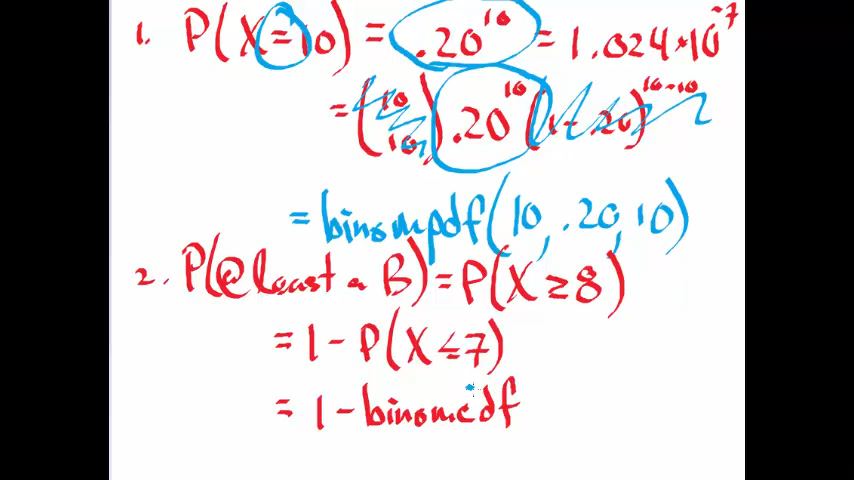 1. P(X=10) = .20^10 = 1.024*10^-7
= (10 10) .20^10 (1-.20)^10-10
= binompdf(10, .20, 10)
2. P(@ least a B) = P(X ≥ 8)
= 1 - P(X ≤ 7)
= 1 - binomcdf